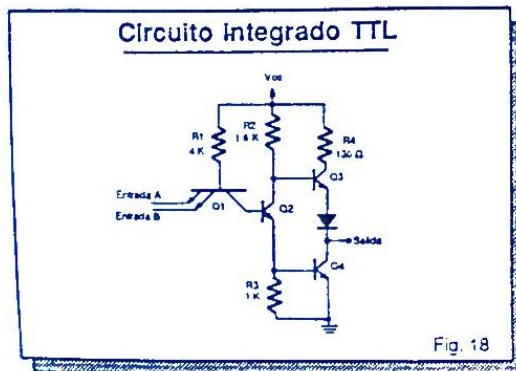 Circuito Integrado TTL
Vcc
R1
4 K
R2
1.6 K
R4
130 Ω
Q3
Entrada A
Entrada B
Q1
Q2
Salida
Q4
R3
1 K
Fig. 18